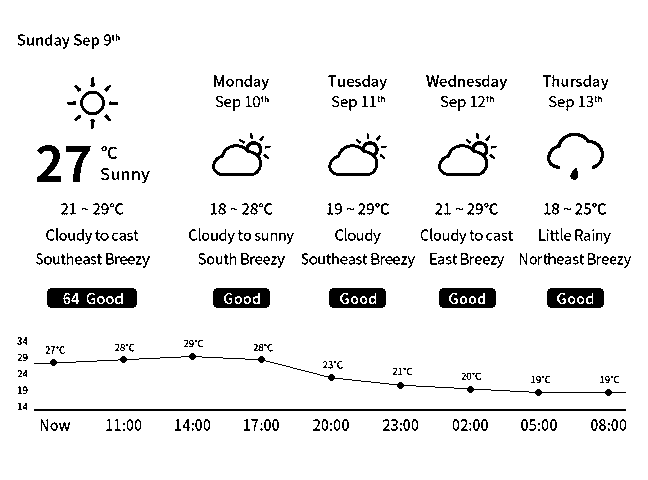 Sunday Sep 9th
Monday Tuesday Wednesday Thursday
Sep 10th Sep 11th Sep 12th Sep 13th
27 °C
Sunny
21 ~ 29°C 18 ~ 28°C 19 ~ 29°C 21 ~ 29°C 18 ~ 25°C
Cloudy to cast Cloudy to sunny Cloudy Cloudy to cast Little Rainy
Southeast Breezy South Breezy Southeast Breezy East Breezy Northeast Breezy
64 Good Good Good Good Good
34
29
24
19
14
27°C 28°C 29°C 28°C 23°C 21°C 20°C 19°C 19°C
Now 11:00 14:00 17:00 20:00 23:00 02:00 05:00 08:00